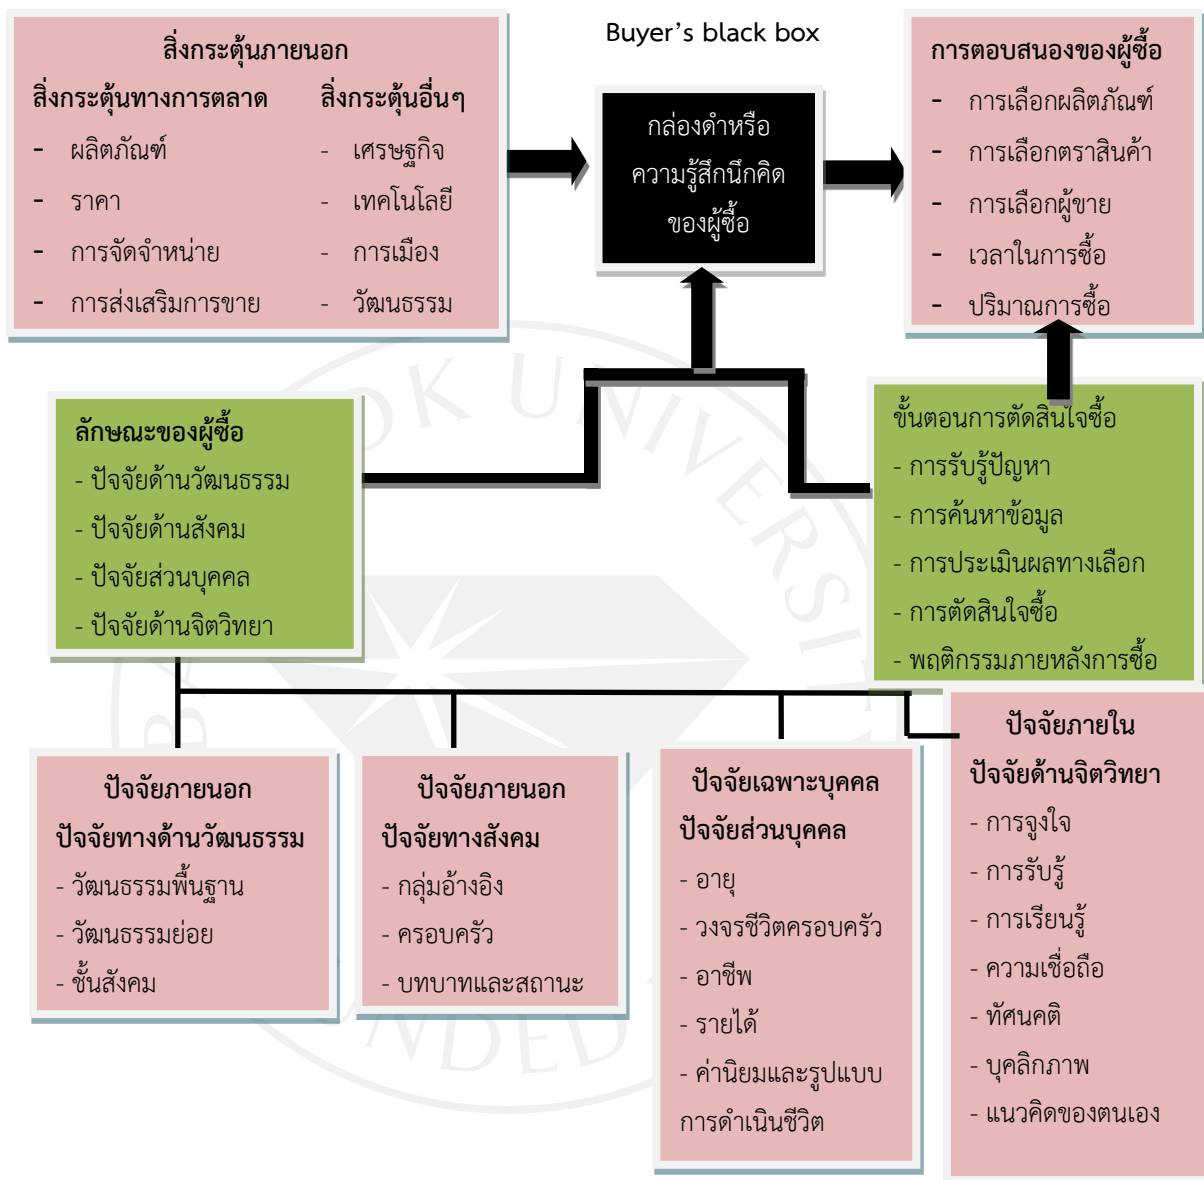 Buyer's black box
สิ่งกระตุ้นภายนอก
สิ่งกระตุ้นทางการตลาด
- ผลิตภัณฑ์
- ราคา
- การจัดจำหน่าย
- การส่งเสริมการขาย
สิ่งกระตุ้นอื่นๆ
- เศรษฐกิจ
- เทคโนโลยี
- การเมือง
- วัฒนธรรม
กล่องดำหรือ
ความรู้สึกนึกคิด
ของผู้ซื้อ
การตอบสนองของผู้ซื้อ
- การเลือกผลิตภัณฑ์
- การเลือกตราสินค้า
- การเลือกผู้ขาย
- เวลาในการซื้อ
- ปริมาณการซื้อ
ลักษณะของผู้ซื้อ
- ปัจจัยด้านวัฒนธรรม
- ปัจจัยด้านสังคม
- ปัจจัยส่วนบุคคล
- ปัจจัยด้านจิตวิทยา
ขั้นตอนการตัดสินใจซื้อ
- การรับรู้ปัญหา
- การค้นหาข้อมูล
- การประเมินผลทางเลือก
- การตัดสินใจซื้อ
- พฤติกรรมภายหลังการซื้อ
ปัจจัยภายนอก
ปัจจัยทางด้านวัฒนธรรม
- วัฒนธรรมพื้นฐาน
- วัฒนธรรมย่อย
- ชั้นสังคม
ปัจจัยภายนอก
ปัจจัยทางสังคม
- กลุ่มอ้างอิง
- ครอบครัว
- บทบาทและสถานะ
ปัจจัยเฉพาะบุคคล
ปัจจัยส่วนบุคคล
- อายุ
- วงจรชีวิตครอบครัว
- อาชีพ
- รายได้
- ค่านิยมและรูปแบบ
การดำเนินชีวิต
ปัจจัยภายใน
ปัจจัยด้านจิตวิทยา
- การจูงใจ
- การรับรู้
- การเรียนรู้
- ความเชื่อถือ
- ทัศนคติ
- บุคลิกภาพ
- แนวคิดของตนเอง